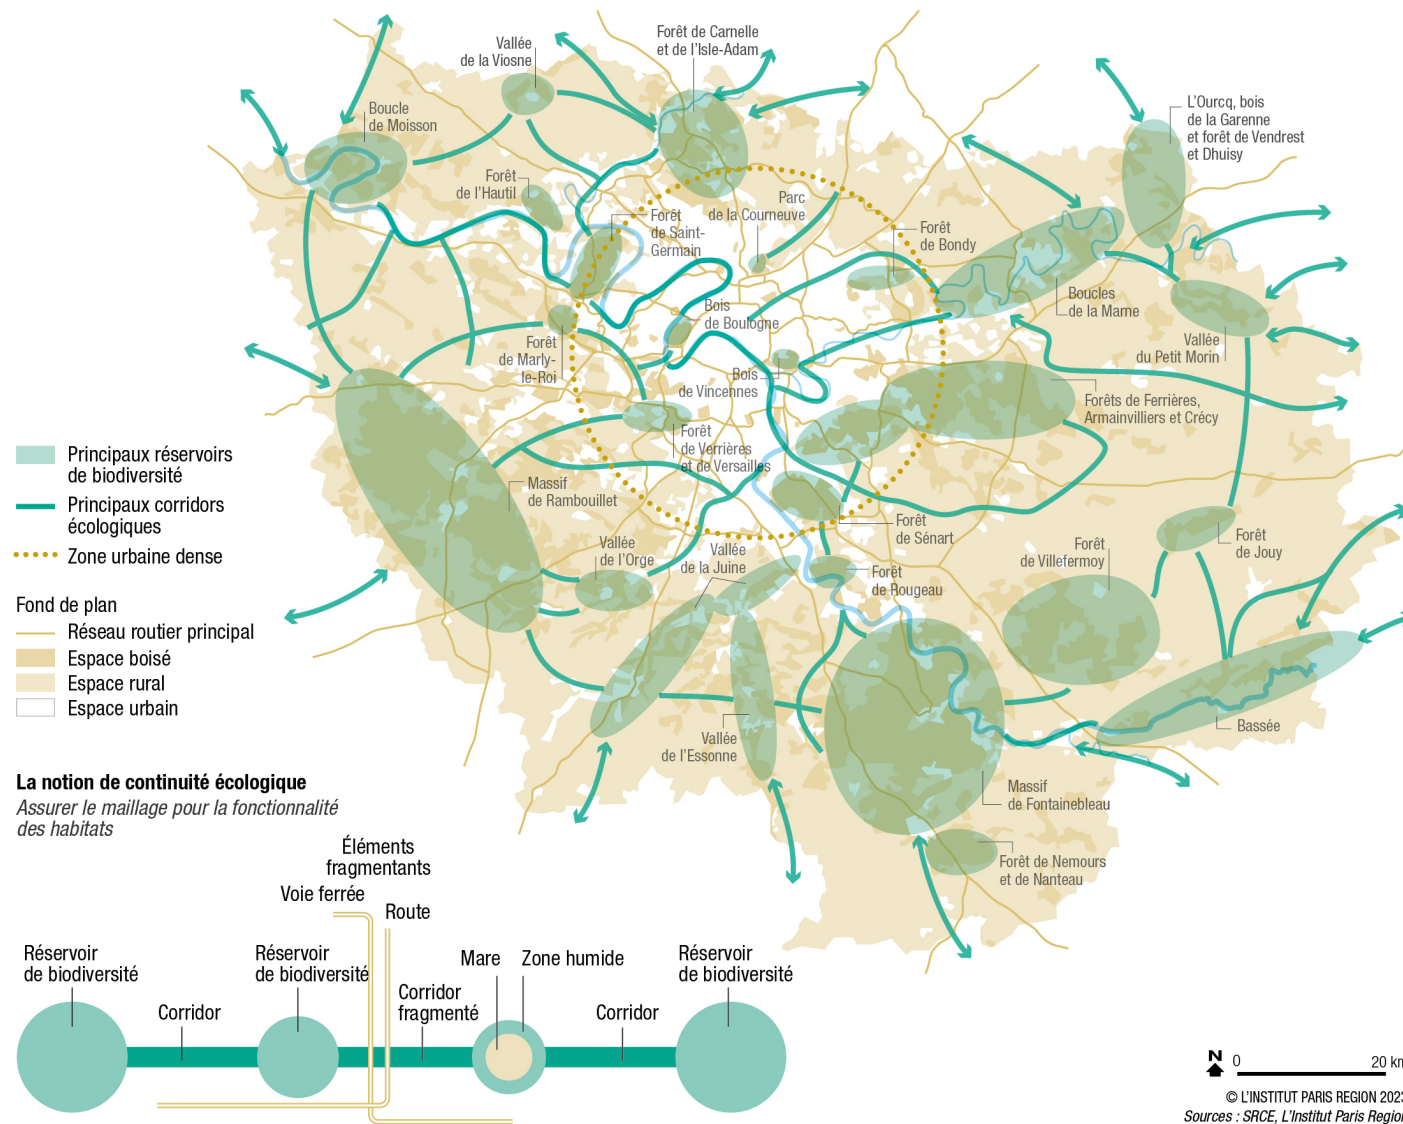 Forêt de Carnelle
et de l'Isle-Adam
Vallée
de la Viosne
Boucle
de Moisson
L'Ourcq, bois
de la Garenne
et forêt de Vendrest
et Dhuisy
Forêt
de l'Hautil
Forêt
de Saint-
Germain
Parc
de la Courneuve
Forêt
de Bondy
Boucles
de la Marne
Bois
de Boulogne
Vallée
du Petit Morin
Forêt
de Marly-
le-Roi
Bois
de Vincennes
Forêts de Ferrières,
Armainvilliers et Crécy
Forêt
de Verrières
et de Versailles
Massif
de Rambouillet
Forêt
de Sénart
Forêt
de Jouy
Vallée
de l'Orge
Vallée
de la Juine
Forêt
de Villefermoy
Forêt
de Rougeau
Vallée
de l'Essonne
Bassée
Massif
de Fontainebleau
Forêt de Nemours
et de Nanteau
Principaux réservoirs
de biodiversité
Principaux corridors
écologiques
Zone urbaine dense
Fond de plan
Réseau routier principal
Espace boisé
Espace rural
Espace urbain
La notion de continuité écologique
Assurer le maillage pour la fonctionnalité
des habitats
Éléments
fragmentants
Voie ferrée
Route
Réservoir
de biodiversité
Réservoir
de biodiversité
Mare
Zone humide
Réservoir
de biodiversité
Corridor
Corridor
fragmenté
Corridor
N
0
20 km
© L'INSTITUT PARIS REGION 2023
Sources : SRCE, L'Institut Paris Region